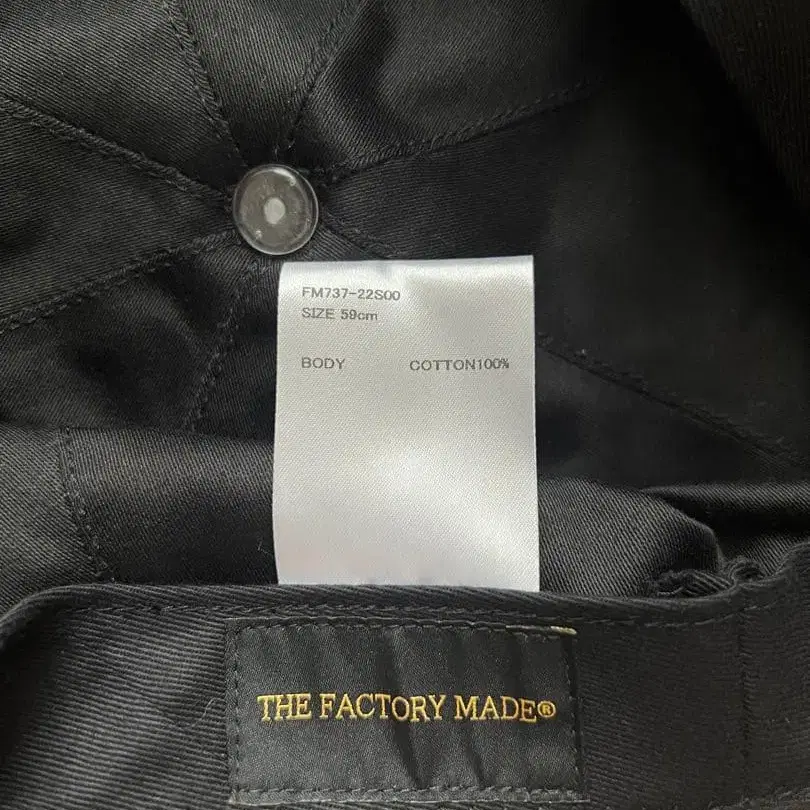 FM737-22S00
SIZE 59cm
BODY COTTON100%
THE FACTORY MADE®